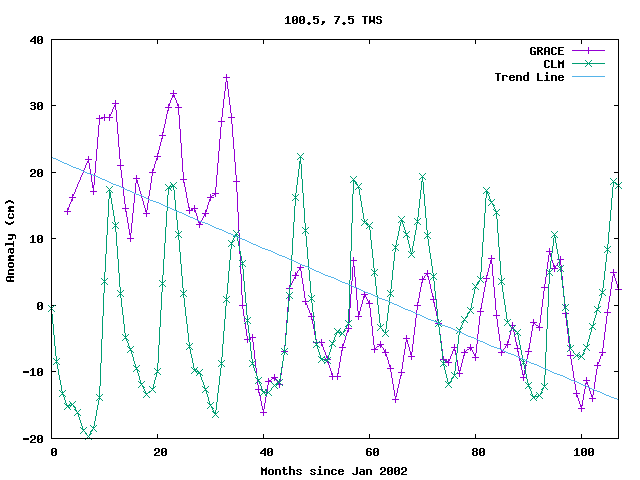 100.5, 7.5 TWS
GRACE
CLM
Trend Line
40
30
20
10
0
-10
-20
Anomaly (cm)
0 20 40 60 80 100
Months since Jan 2002